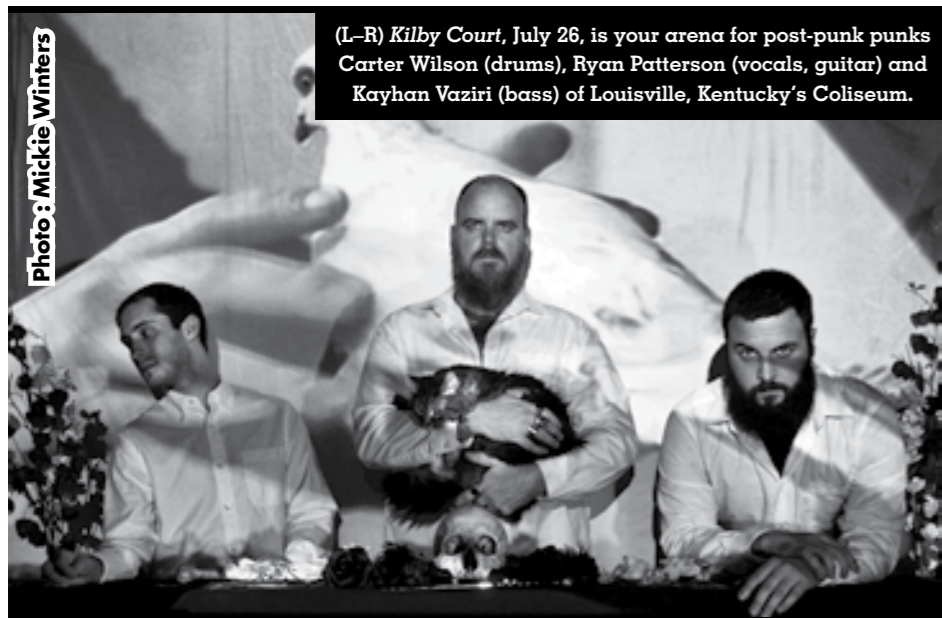 (L–R) Kilby Court, July 26, is your arena for post-punk punks
Carter Wilson (drums), Ryan Patterson (vocals, guitar) and
Kayhan Vaziri (bass) of Louisville, Kentucky’s Coliseum.
Photo: Mickie Winters